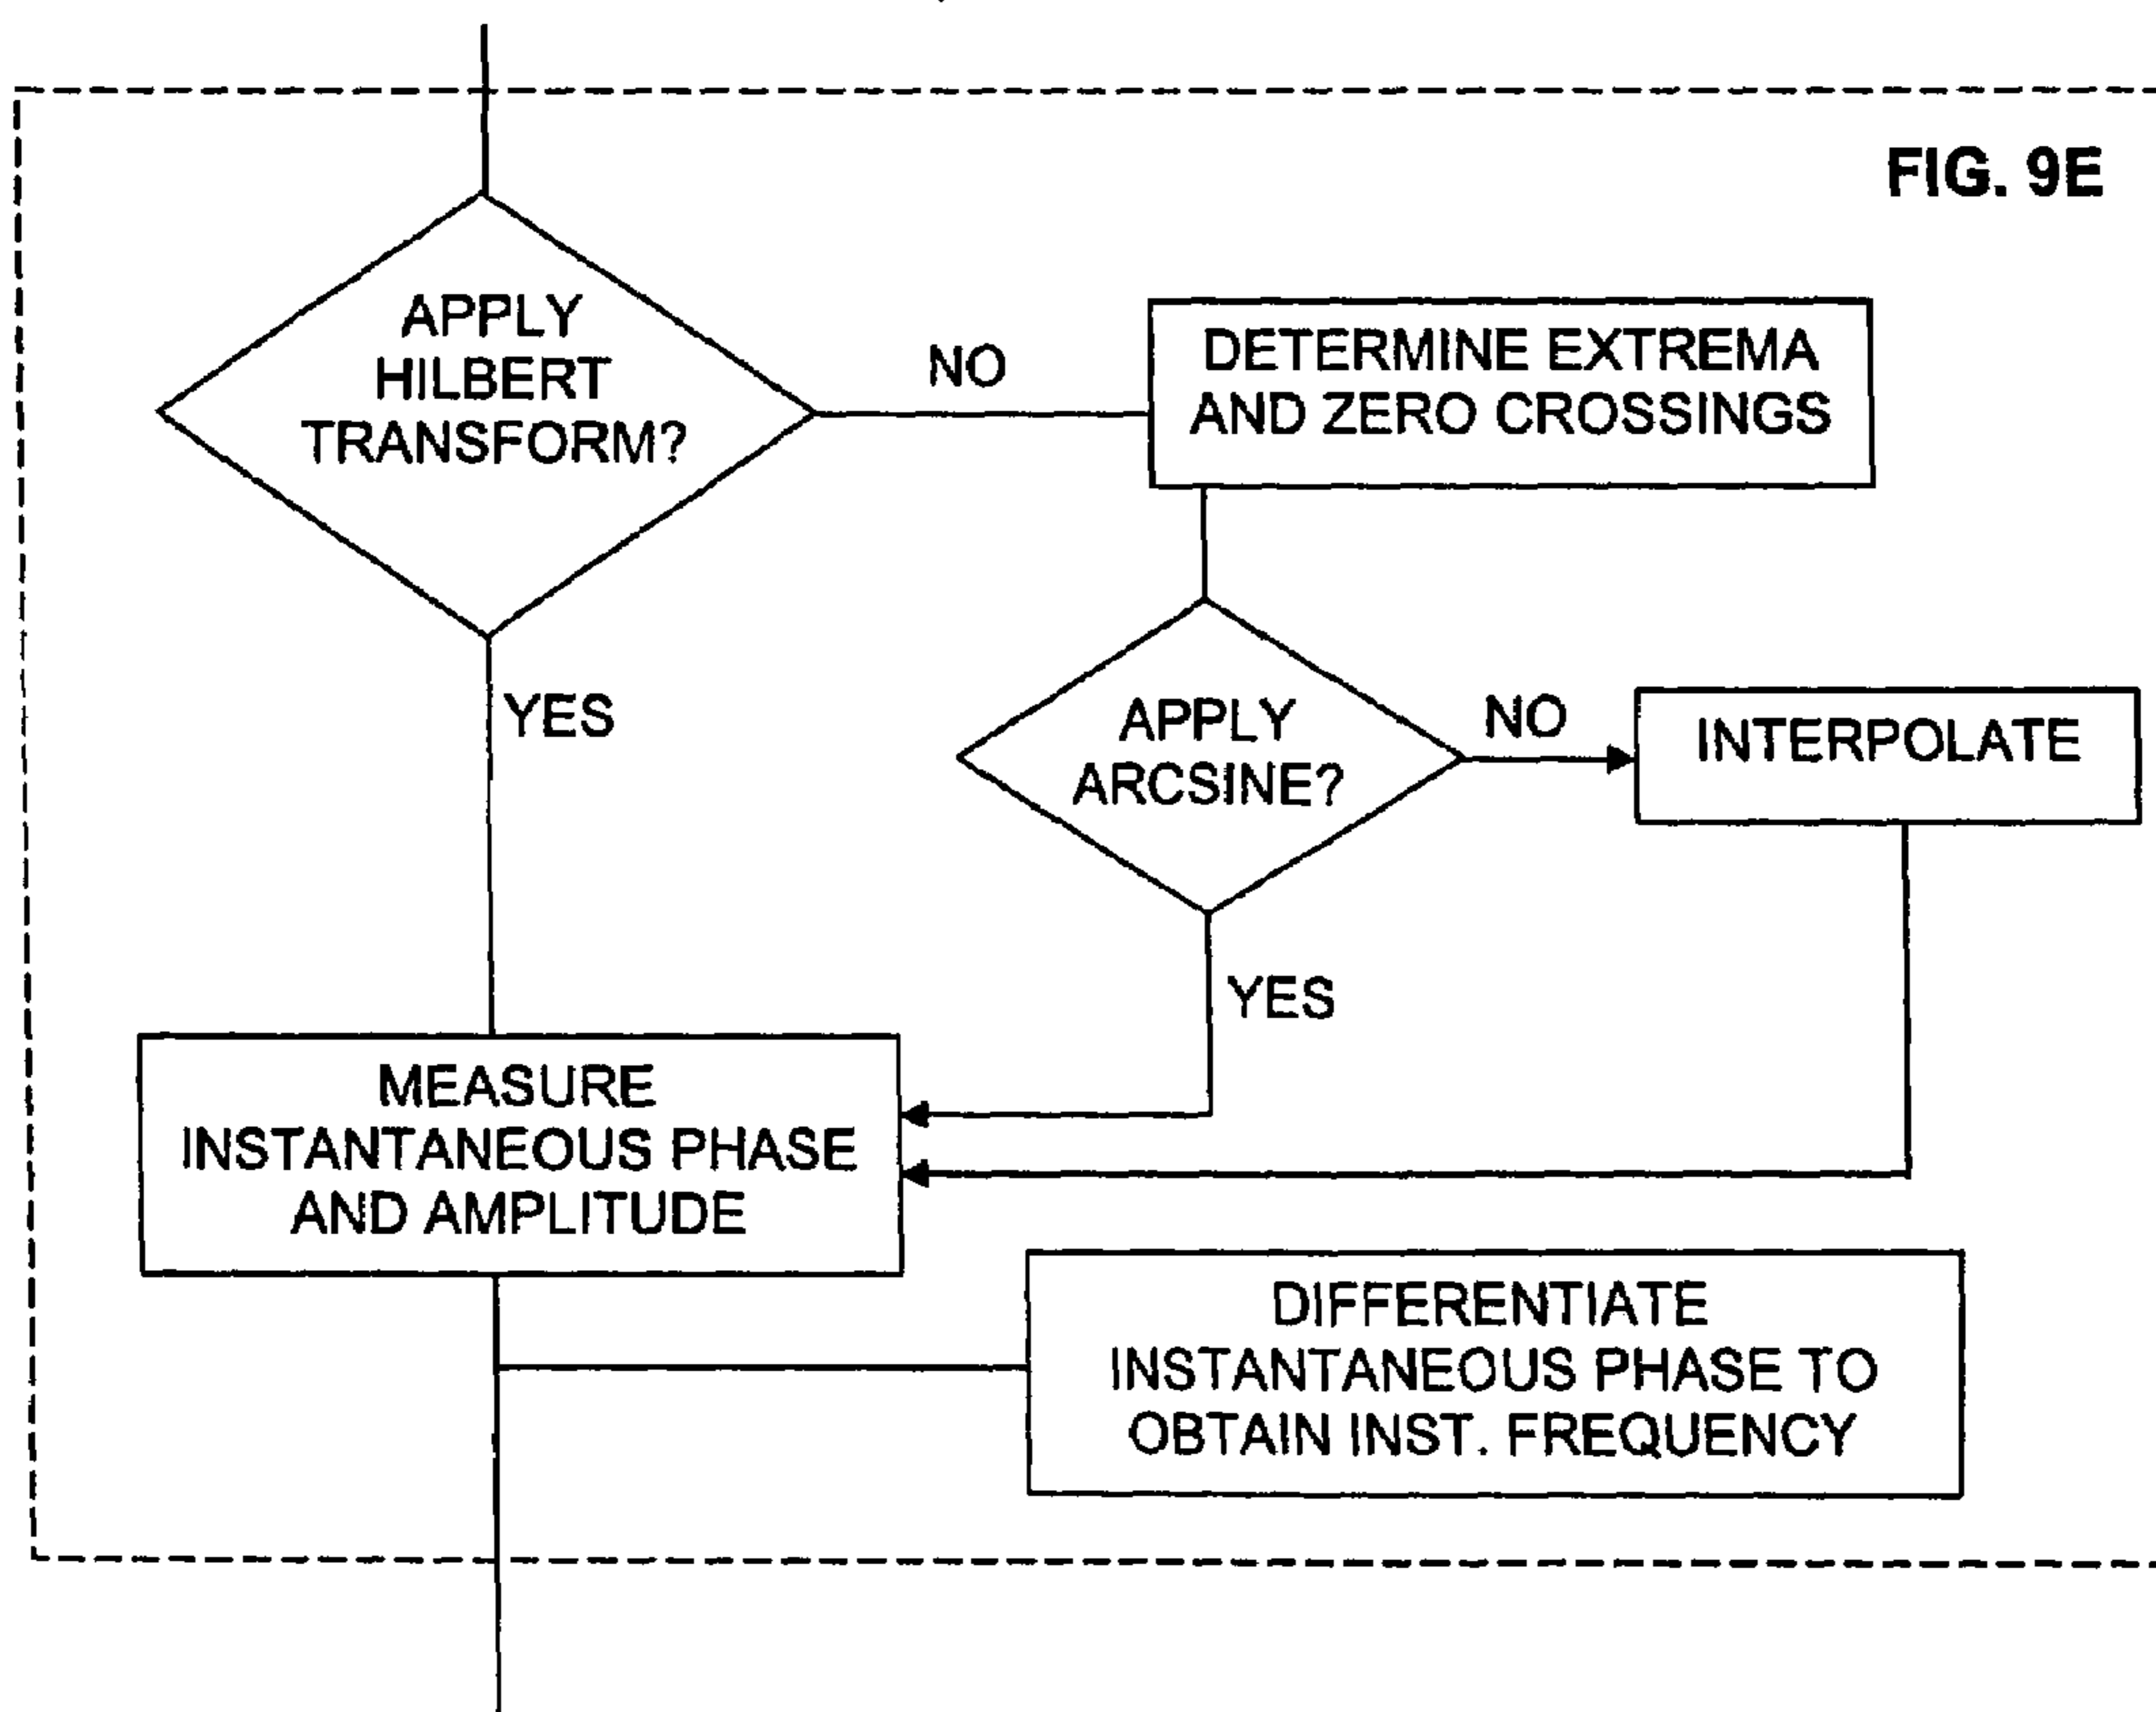 FIG. 9E
APPLY
HILBERT
TRANSFORM?
NO
DETERMINE EXTREMA
AND ZERO CROSSINGS
YES
APPLY
ARCSINE?
NO
INTERPOLATE
YES
MEASURE
INSTANTANEOUS PHASE
AND AMPLITUDE
DIFFERENTIATE
INSTANTANEOUS PHASE TO
OBTAIN INST. FREQUENCY